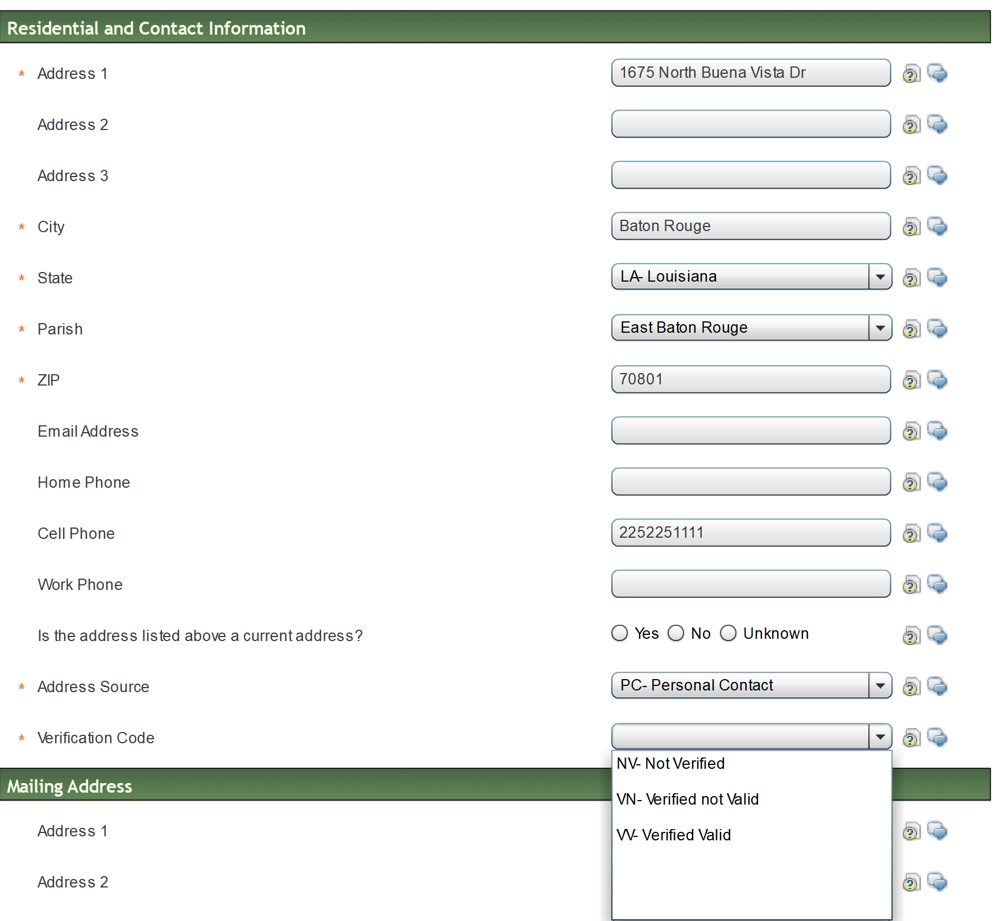 Residential and Contact Information
Address 1 1675 North Buena Vista Dr
Address 2
Address 3
City Baton Rouge
State LA- Louisiana
Parish East Baton Rouge
ZIP 70801
Email Address
Home Phone
Cell Phone 2252251111
Work Phone
Is the address listed above a current address? Yes No Unknown
Address Source PC- Personal Contact
Verification Code
NV- Not Verified
Mailing Address
VN- Verified not Valid
Address 1
VV- Verified Valid
Address 2